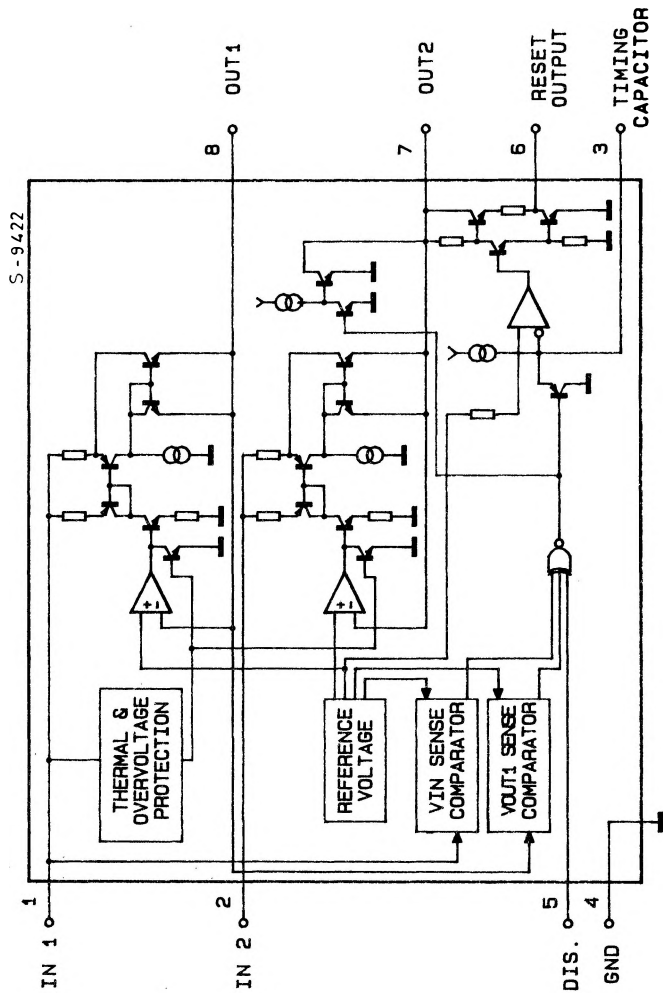 S-9422
IN 1
1
IN 2
2
DIS.
5
GND
4
THERMAL &
OVERVOLTAGE
PROTECTION
REFERENCE
VOLTAGE
VIN SENSE
COMPARATOR
VOUT1 SENSE
COMPARATOR
+
-
+
-
8
OUT1
7
OUT2
6
RESET
OUTPUT
3
TIMING
CAPACITOR